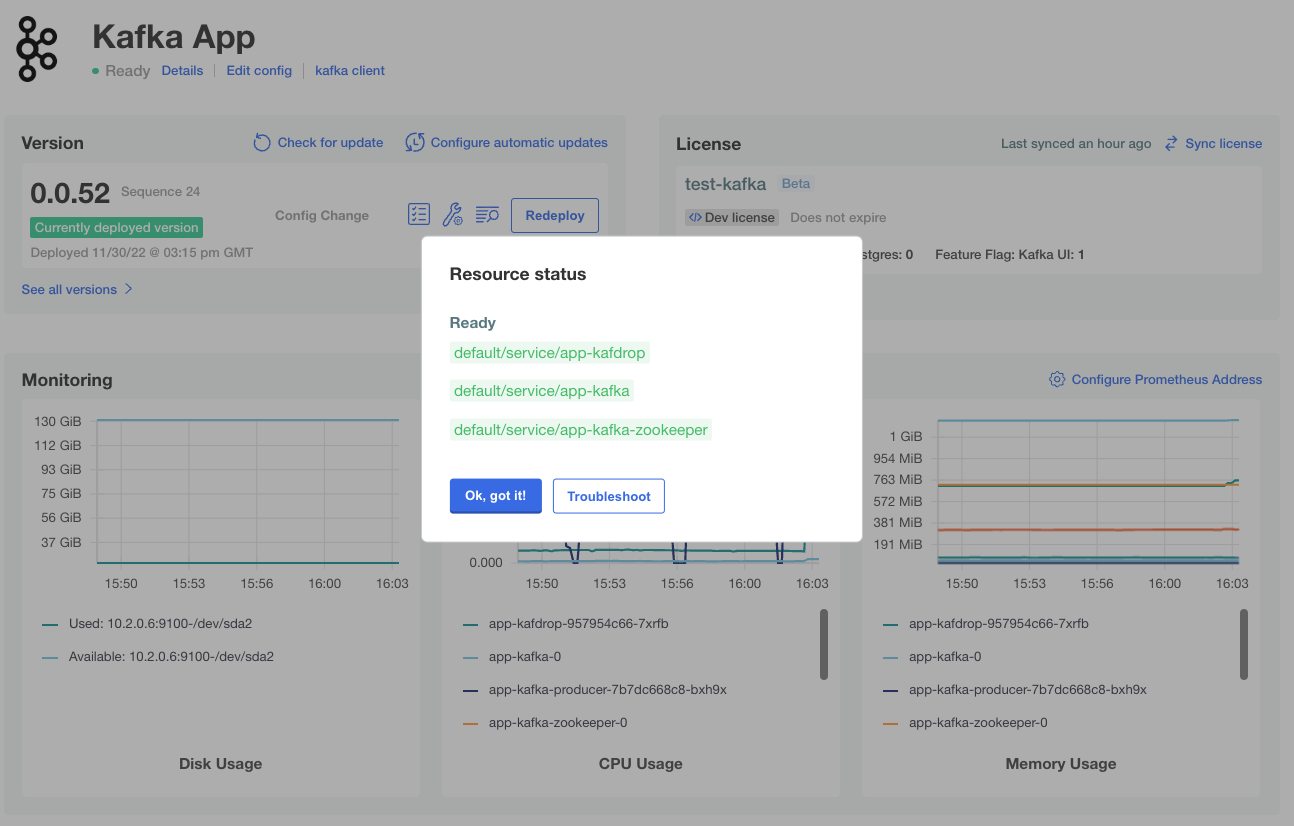 Kafka App
Ready Details Edit config kafka client
Version
Check for update
Configure automatic updates
0.0.52 Sequence 24
Currently deployed version
Deployed 11/30/22 @ 03:15 pm GMT
Config Change
Redeploy
See all versions
License
Last synced an hour ago
Sync license
test-kafka Beta
Dev license Does not expire
0 Feature Flag: Kafka UI: 1
Resource status
Ready
default/service/app-kafdrop
default/service/app-kafka
default/service/app-kafka-zookeeper
Ok, got it! Troubleshoot
Monitoring
Configure Prometheus Address
130 GiB
112 GiB
93 GiB
75 GiB
56 GiB
37 GiB
15:50 15:53 15:56 16:00 16:03
Used: 10.2.0.6:9100-/dev/sda2
Available: 10.2.0.6:9100-/dev/sda2
Disk Usage
0.000
15:50 15:53 15:56 16:00 16:03
app-kafdrop-957954c66-7xrfb
app-kafka-0
app-kafka-producer-7b7dc668c8-bxh9x
app-kafka-zookeeper-0
CPU Usage
1 GiB
954 MiB
763 MiB
572 MiB
381 MiB
191 MiB
15:50 15:53 15:56 16:00 16:03
app-kafdrop-957954c66-7xrfb
app-kafka-0
app-kafka-producer-7b7dc668c8-bxh9x
app-kafka-zookeeper-0
Memory Usage